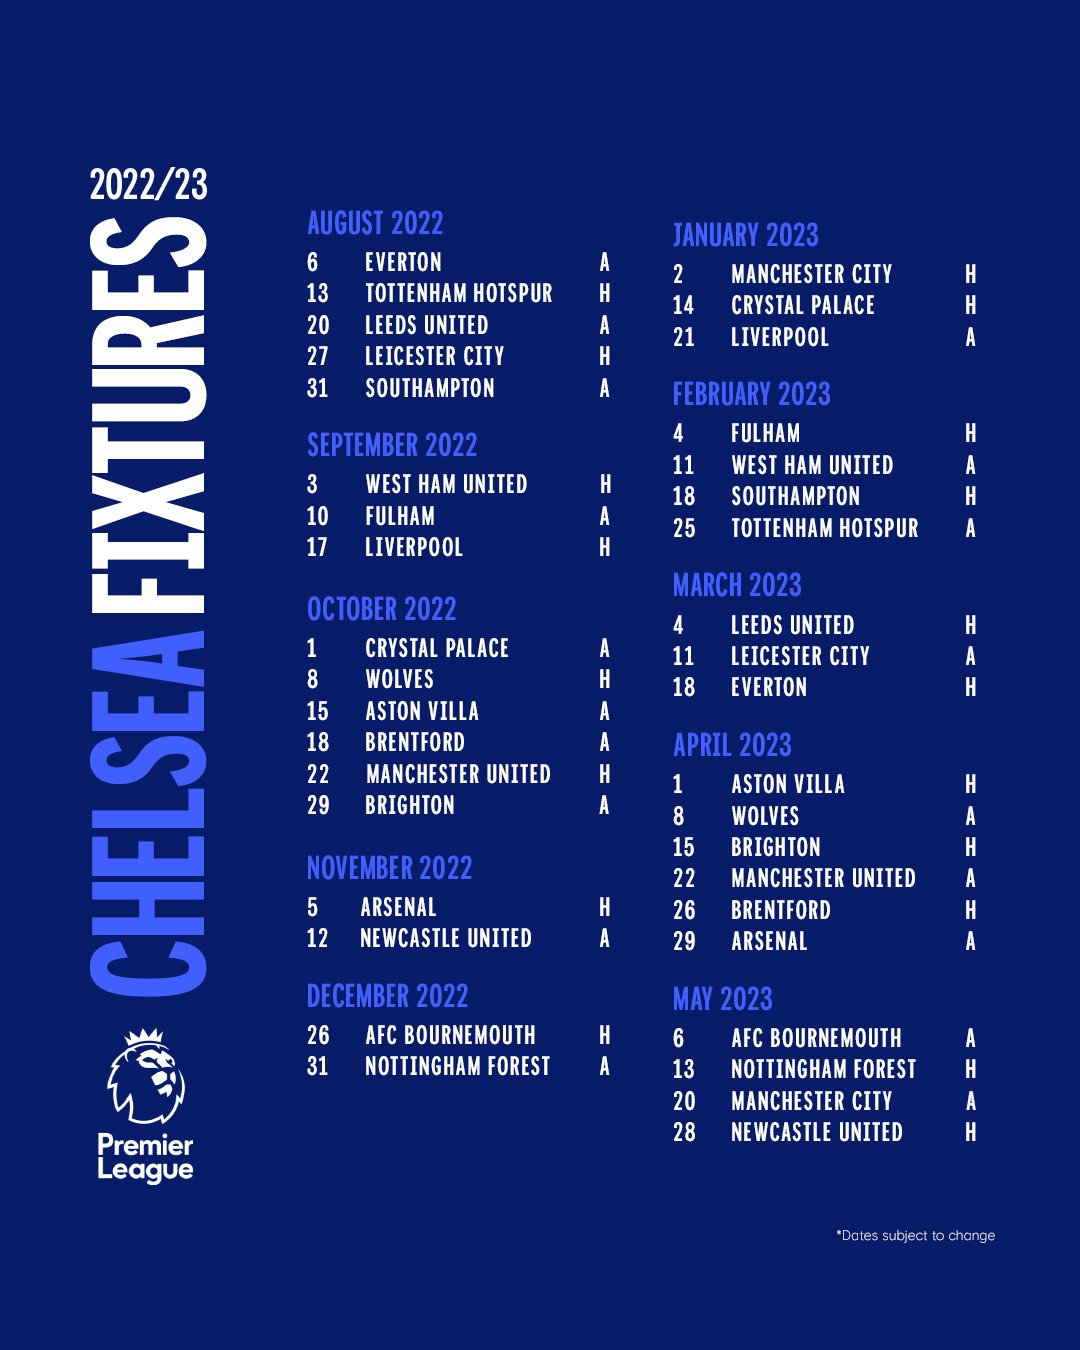 2022/23
CHELSEA FIXTURES
AUGUST 2022
6 EVERTON A
13 TOTTENHAM HOTSPUR H
20 LEEDS UNITED A
27 LEICESTER CITY H
31 SOUTHAMPTON A
SEPTEMBER 2022
3 WEST HAM UNITED H
10 FULHAM A
17 LIVERPOOL H
OCTOBER 2022
1 CRYSTAL PALACE A
8 WOLVES H
15 ASTON VILLA A
18 BRENTFORD A
22 MANCHESTER UNITED H
29 BRIGHTON A
NOVEMBER 2022
5 ARSENAL H
12 NEWCASTLE UNITED A
DECEMBER 2022
26 AFC BOURNEMOUTH H
31 NOTTINGHAM FOREST A
JANUARY 2023
2 MANCHESTER CITY H
14 CRYSTAL PALACE H
21 LIVERPOOL A
FEBRUARY 2023
4 FULHAM H
11 WEST HAM UNITED A
18 SOUTHAMPTON H
25 TOTTENHAM HOTSPUR A
MARCH 2023
4 LEEDS UNITED H
11 LEICESTER CITY A
18 EVERTON H
APRIL 2023
1 ASTON VILLA H
8 WOLVES A
15 BRIGHTON H
22 MANCHESTER UNITED A
26 BRENTFORD H
29 ARSENAL A
MAY 2023
6 AFC BOURNEMOUTH A
13 NOTTINGHAM FOREST H
20 MANCHESTER CITY A
28 NEWCASTLE UNITED H
Premier
League
*Dates subject to change